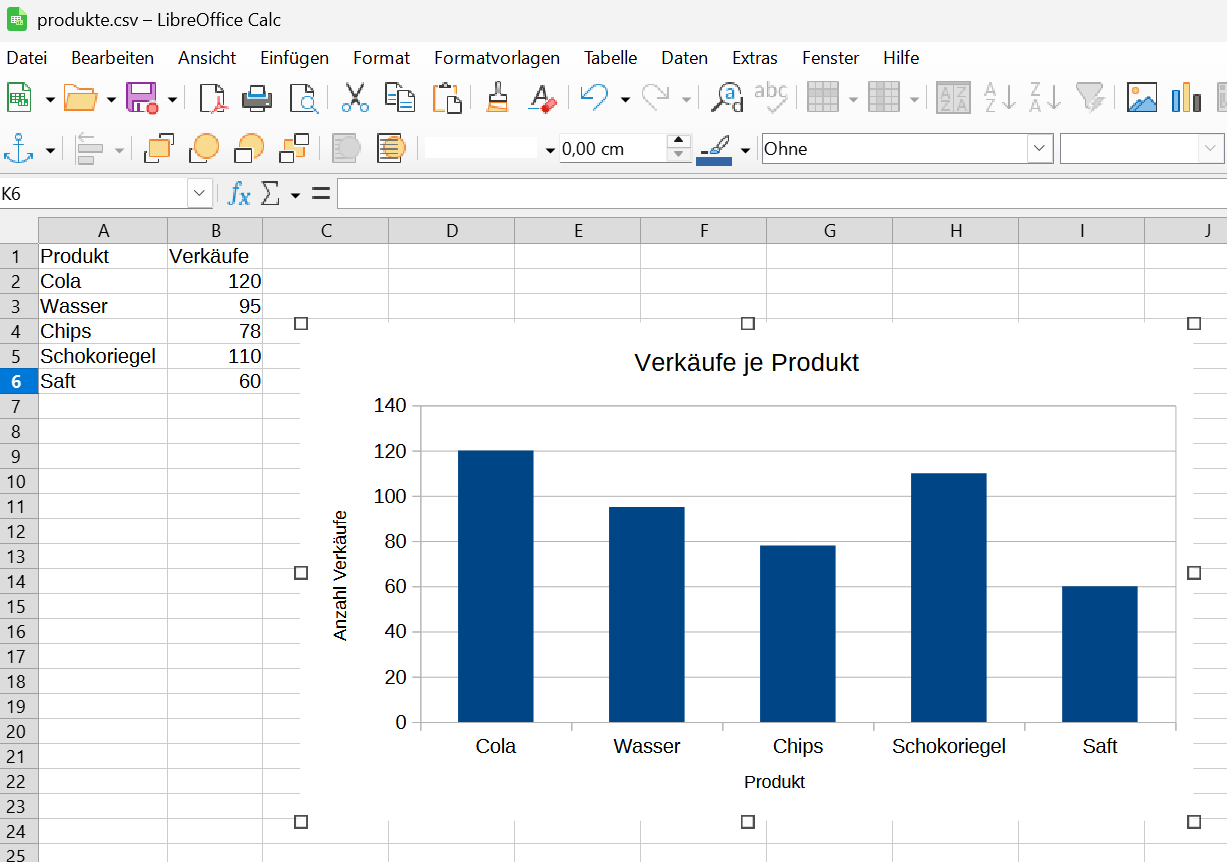 produkte.csv – LibreOffice Calc
Datei Bearbeiten Ansicht Einfügen Format Formatvorlagen Tabelle Daten Extras Fenster Hilfe
0,00 cm Ohne
K6
A B C D E F G H I J
1 Produkt Verkäufe
2 Cola 120
3 Wasser 95
4 Chips 78
5 Schokoriegel 110
6 Saft 60
7
8
9
10
11
12
13
14
15
16
17
18
19
20
21
22
23
24
25
Verkäufe je Produkt
140
120
100
80
60
40
20
0
Anzahl Verkäufe
Cola Wasser Chips Schokoriegel Saft
Produkt